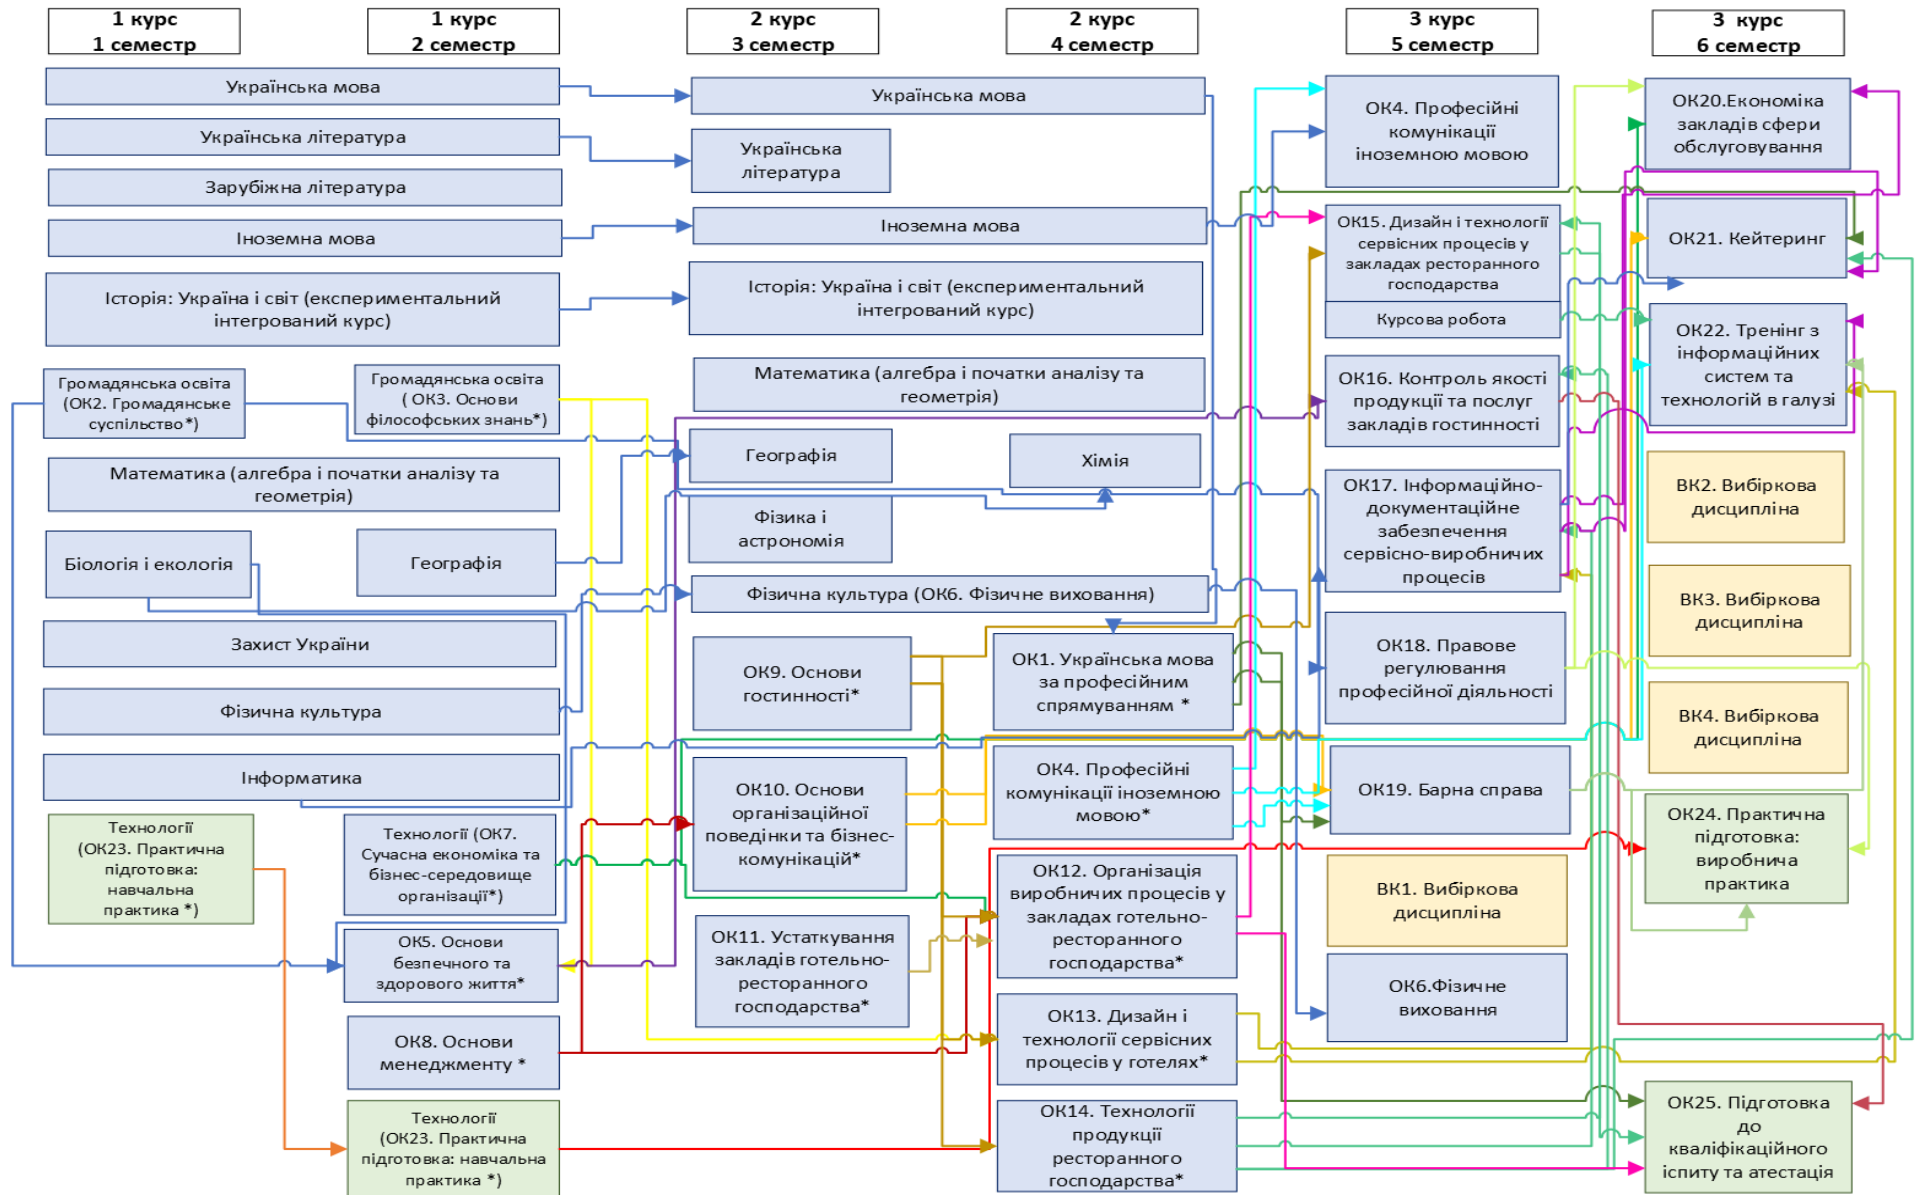 1 курс
1 семестр
1 курс
2 семестр
2 курс
3 семестр
2 курс
4 семестр
3 курс
5 семестр
3 курс
6 семестр
Українська мова
Українська література
Зарубіжна література
Іноземна мова
Історія: Україна і світ (експериментальний
інтегрований курс)
Громадянська освіта
(ОК2. Громадянське
суспільство*)
Громадянська освіта
( ОК3. Основи
філософських знань*)
Математика (алгебра і початки аналізу та
геометрія)
Біологія і екологія
Географія
Захист України
Фізична культура
Інформатика
Технології
(ОК23. Практична
підготовка:
навчальна
практика *)
Технології (ОК7.
Сучасна економіка та
бізнес-середовище
організації*)
ОК5. Основи
безпечного та
здорового життя*
ОК8. Основи
менеджменту *
Технології
(ОК23. Практична
підготовка: навчальна
практика *)
Українська мова
Українська
література
Іноземна мова
Історія: Україна і світ (експериментальний
інтегрований курс)
Математика (алгебра і початки аналізу та
геометрія)
Географія
Хімія
Фізика і
астрономія
Фізична культура (ОК6. Фізичне виховання)
ОК9. Основи
гостинності*
ОК10. Основи
організаційної
поведінки та бізнес-
комунікацій*
ОК11. Устаткування
закладів готельно-
ресторанного
господарства*
ОК1. Українська мова
за професійним
спрямуванням *
ОК4. Професійні
комунікації іноземною
мовою*
ОК12. Організація
виробничих процесів у
закладах готельно-
ресторанного
господарства*
ОК13. Дизайн і
технології сервісних
процесів у готелях*
ОК14. Технології
продукції
ресторанного
господарства*
ОК4. Професійні
комунікації
іноземною мовою
ОК15. Дизайн і технології
сервісних процесів у
закладах ресторанного
господарства
Курсова робота
ОК16. Контроль якості
продукції та послуг
закладів гостинності
ОК17. Інформаційно-
документаційне
забезпечення
сервісно-виробничих
процесів
ОК18. Правове
регулювання
професійної діяльності
ОК19. Барна справа
ВК1. Вибіркова
дисципліна
ОК6.Фізичне
виховання
ОК20.Економіка
закладів сфери
обслуговування
ОК21. Кейтеринг
ОК22. Тренінг з
інформаційних
систем та
технологій в галузі
ВК2. Вибіркова
дисципліна
ВК3. Вибіркова
дисципліна
ВК4. Вибіркова
дисципліна
ОК24. Практична
підготовка:
виробнича
практика
ОК25. Підготовка
до
кваліфікаційного
іспиту та атестація